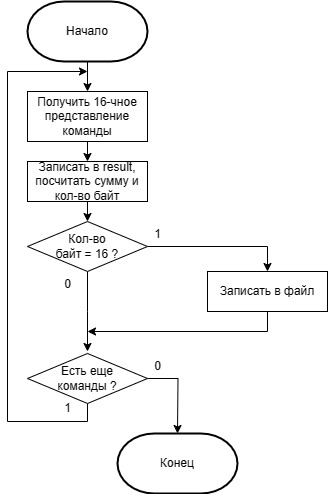 Начало
Получить 16-чное
представление
команды
Записать в result,
посчитать сумму и
кол-во байт
Кол-во
байт = 16 ?
1
0
Записать в файл
Есть еще
команды ?
0
1
Конец